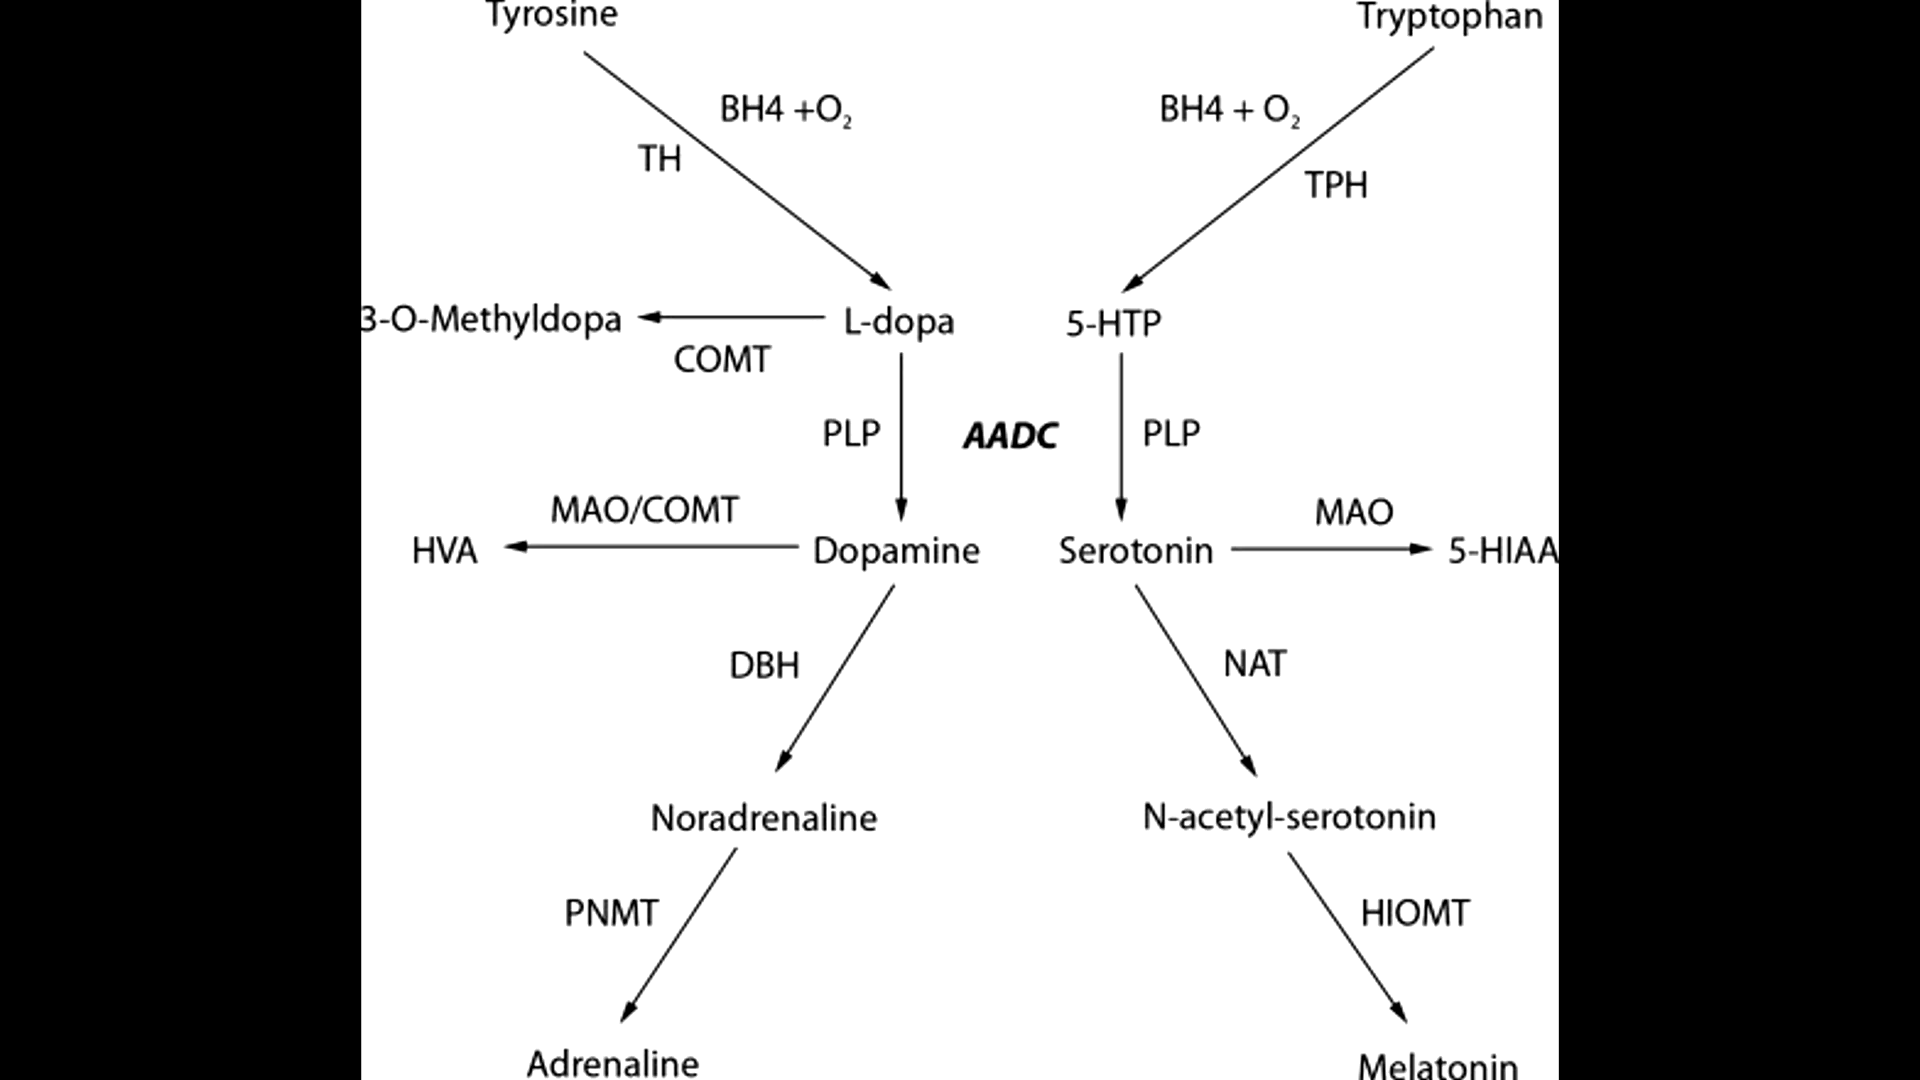 Tyrosine
Tryptophan
BH4 +O₂
BH4 + O₂
TH
TPH
3-O-Methyldopa
L-dopa
5-HTP
COMT
PLP
AADC
PLP
MAO/COMT
MAO
HVA
Dopamine
Serotonin
5-HIAA
DBH
NAT
Noradrenaline
N-acetyl-serotonin
PNMT
HIOMT
Adrenaline
Melatonin